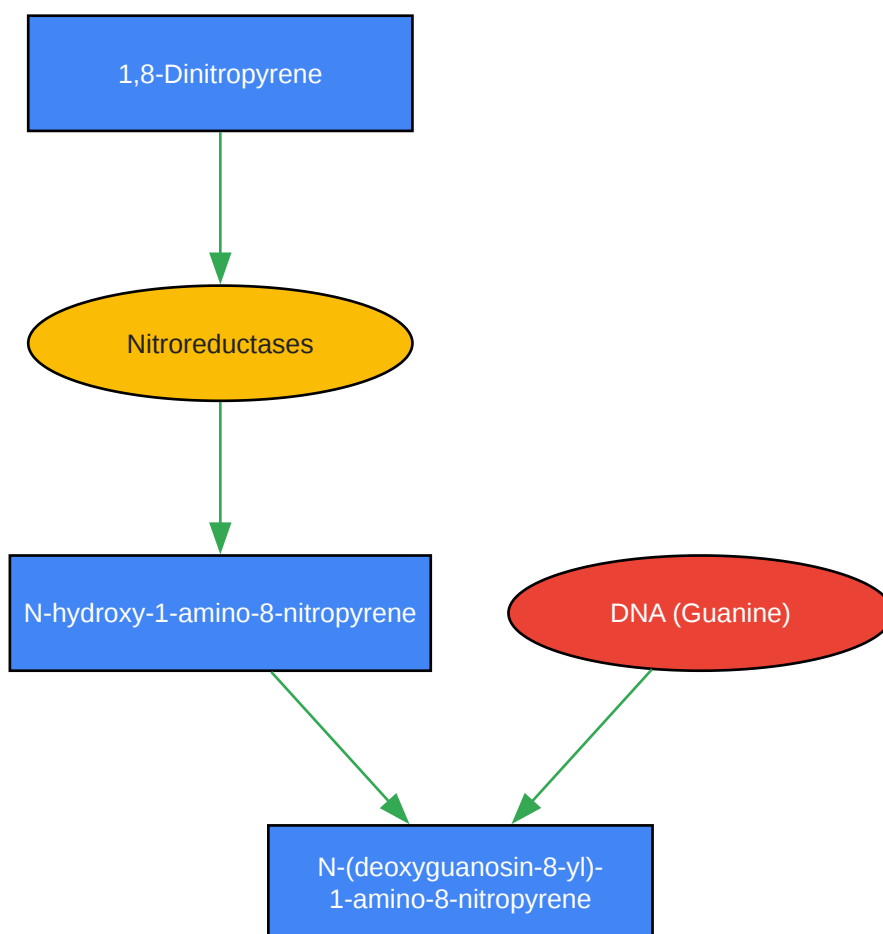 1,8-Dinitropyrene
Nitroreductases
N-hydroxy-1-amino-8-nitropyrene
DNA (Guanine)
N-(deoxyguanosin-8-yl)-
1-amino-8-nitropyrene